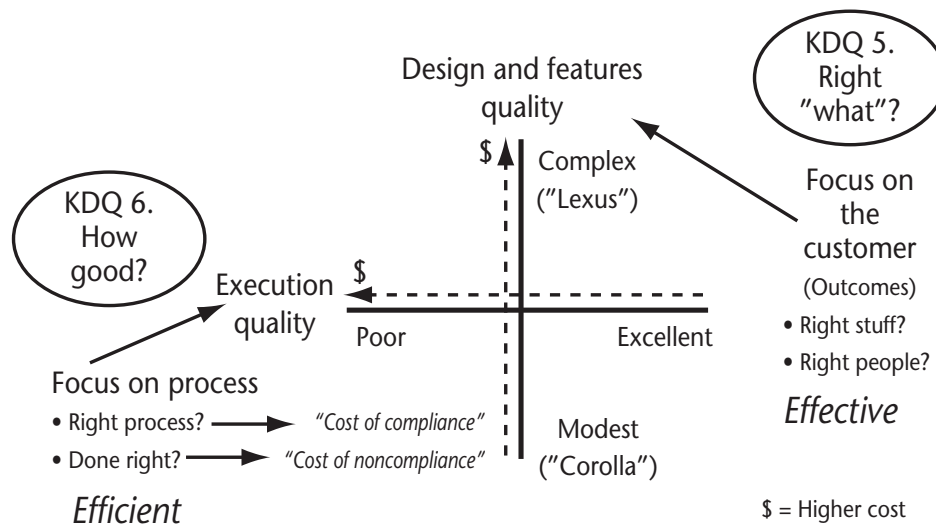 KDQ 5.
Right
"what"?
Design and features
quality
$
Complex
("Lexus")
Focus on
the
customer
(Outcomes)
• Right stuff?
• Right people?
Effective
KDQ 6.
How
good?
Execution
quality
$
Poor
Excellent
Focus on process
• Right process?
"Cost of compliance"
• Done right?
"Cost of noncompliance"
Efficient
Modest
("Corolla")
$ = Higher cost